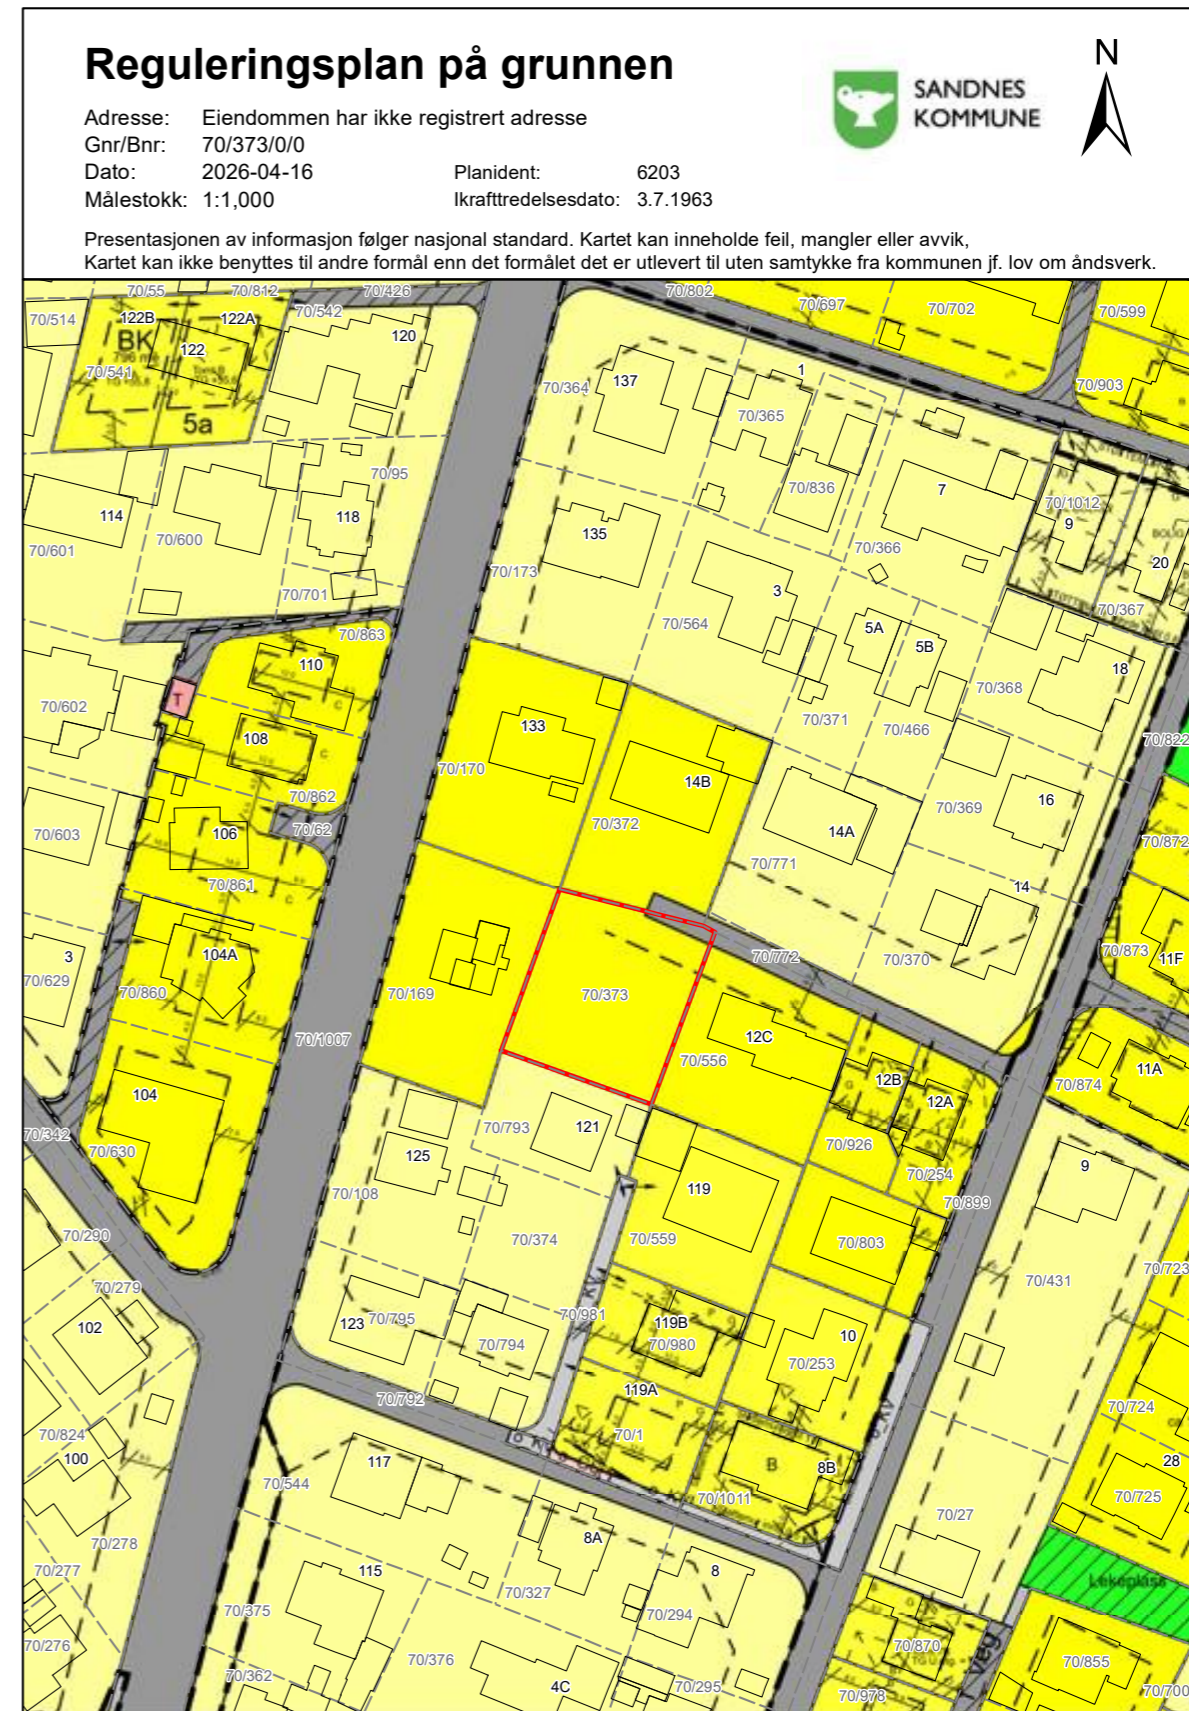 Reguleringsplan på grunnen
SANDNES
KOMMUNE
N
Adresse: Eiendommen har ikke registrert adresse
Gnr/Bnr: 70/373/0/0
Dato: 2026-04-16 Planident: 6203
Målestokk: 1:1,000 Ikrafttredelsesdato: 3.7.1963
Presentasjonen av informasjon følger nasjonal standard. Kartet kan inneholde feil, mangler eller avvik,
Kartet kan ikke benyttes til andre formål enn det formålet det er utlevert til uten samtykke fra kommunen jf. lov om åndsverk.
70/55 70/812 70/426 70/802 70/697 70/702 70/599
70/514 122B 122A 70/542 120
BK 122
70/541 70/364 137 1 70/903
5a 70/365
70/95 70/836 7 70/1012
114 118 135 9
70/601 70/600 70/173 70/366 20
70/701 3 70/367
70/863 70/564 5A 5B
110 18
70/602 T 70/368
108 133 70/371 70/466 70/822
70/170 14B
70/862 16
70/603 106 70/62 70/372 14A 70/369 70/872
70/861 70/771 14
3 104A 70/772 70/370 70/873 11F
70/629 70/860 70/169 70/373
70/1007 12C
104 70/556 12B 11A
12A 70/874
70/342 70/630 70/793 121 70/926
125 70/254 9
70/108 119 70/899
70/290 70/374 70/559 70/803
70/279 70/431 70/723
102 123 70/795 70/981 KV 119B 10
70/794 70/980 70/253
70/792 119A 70/724
70/824 70/1 KV
100 117 B 8B 28
70/544 70/1011 70/725
70/278 8A 70/27
70/277 115 8 Lekeplass
70/375 70/327 70/294
70/276 70/376 70/870 70/855
70/362 4C 70/295 70/978 veg 70/700